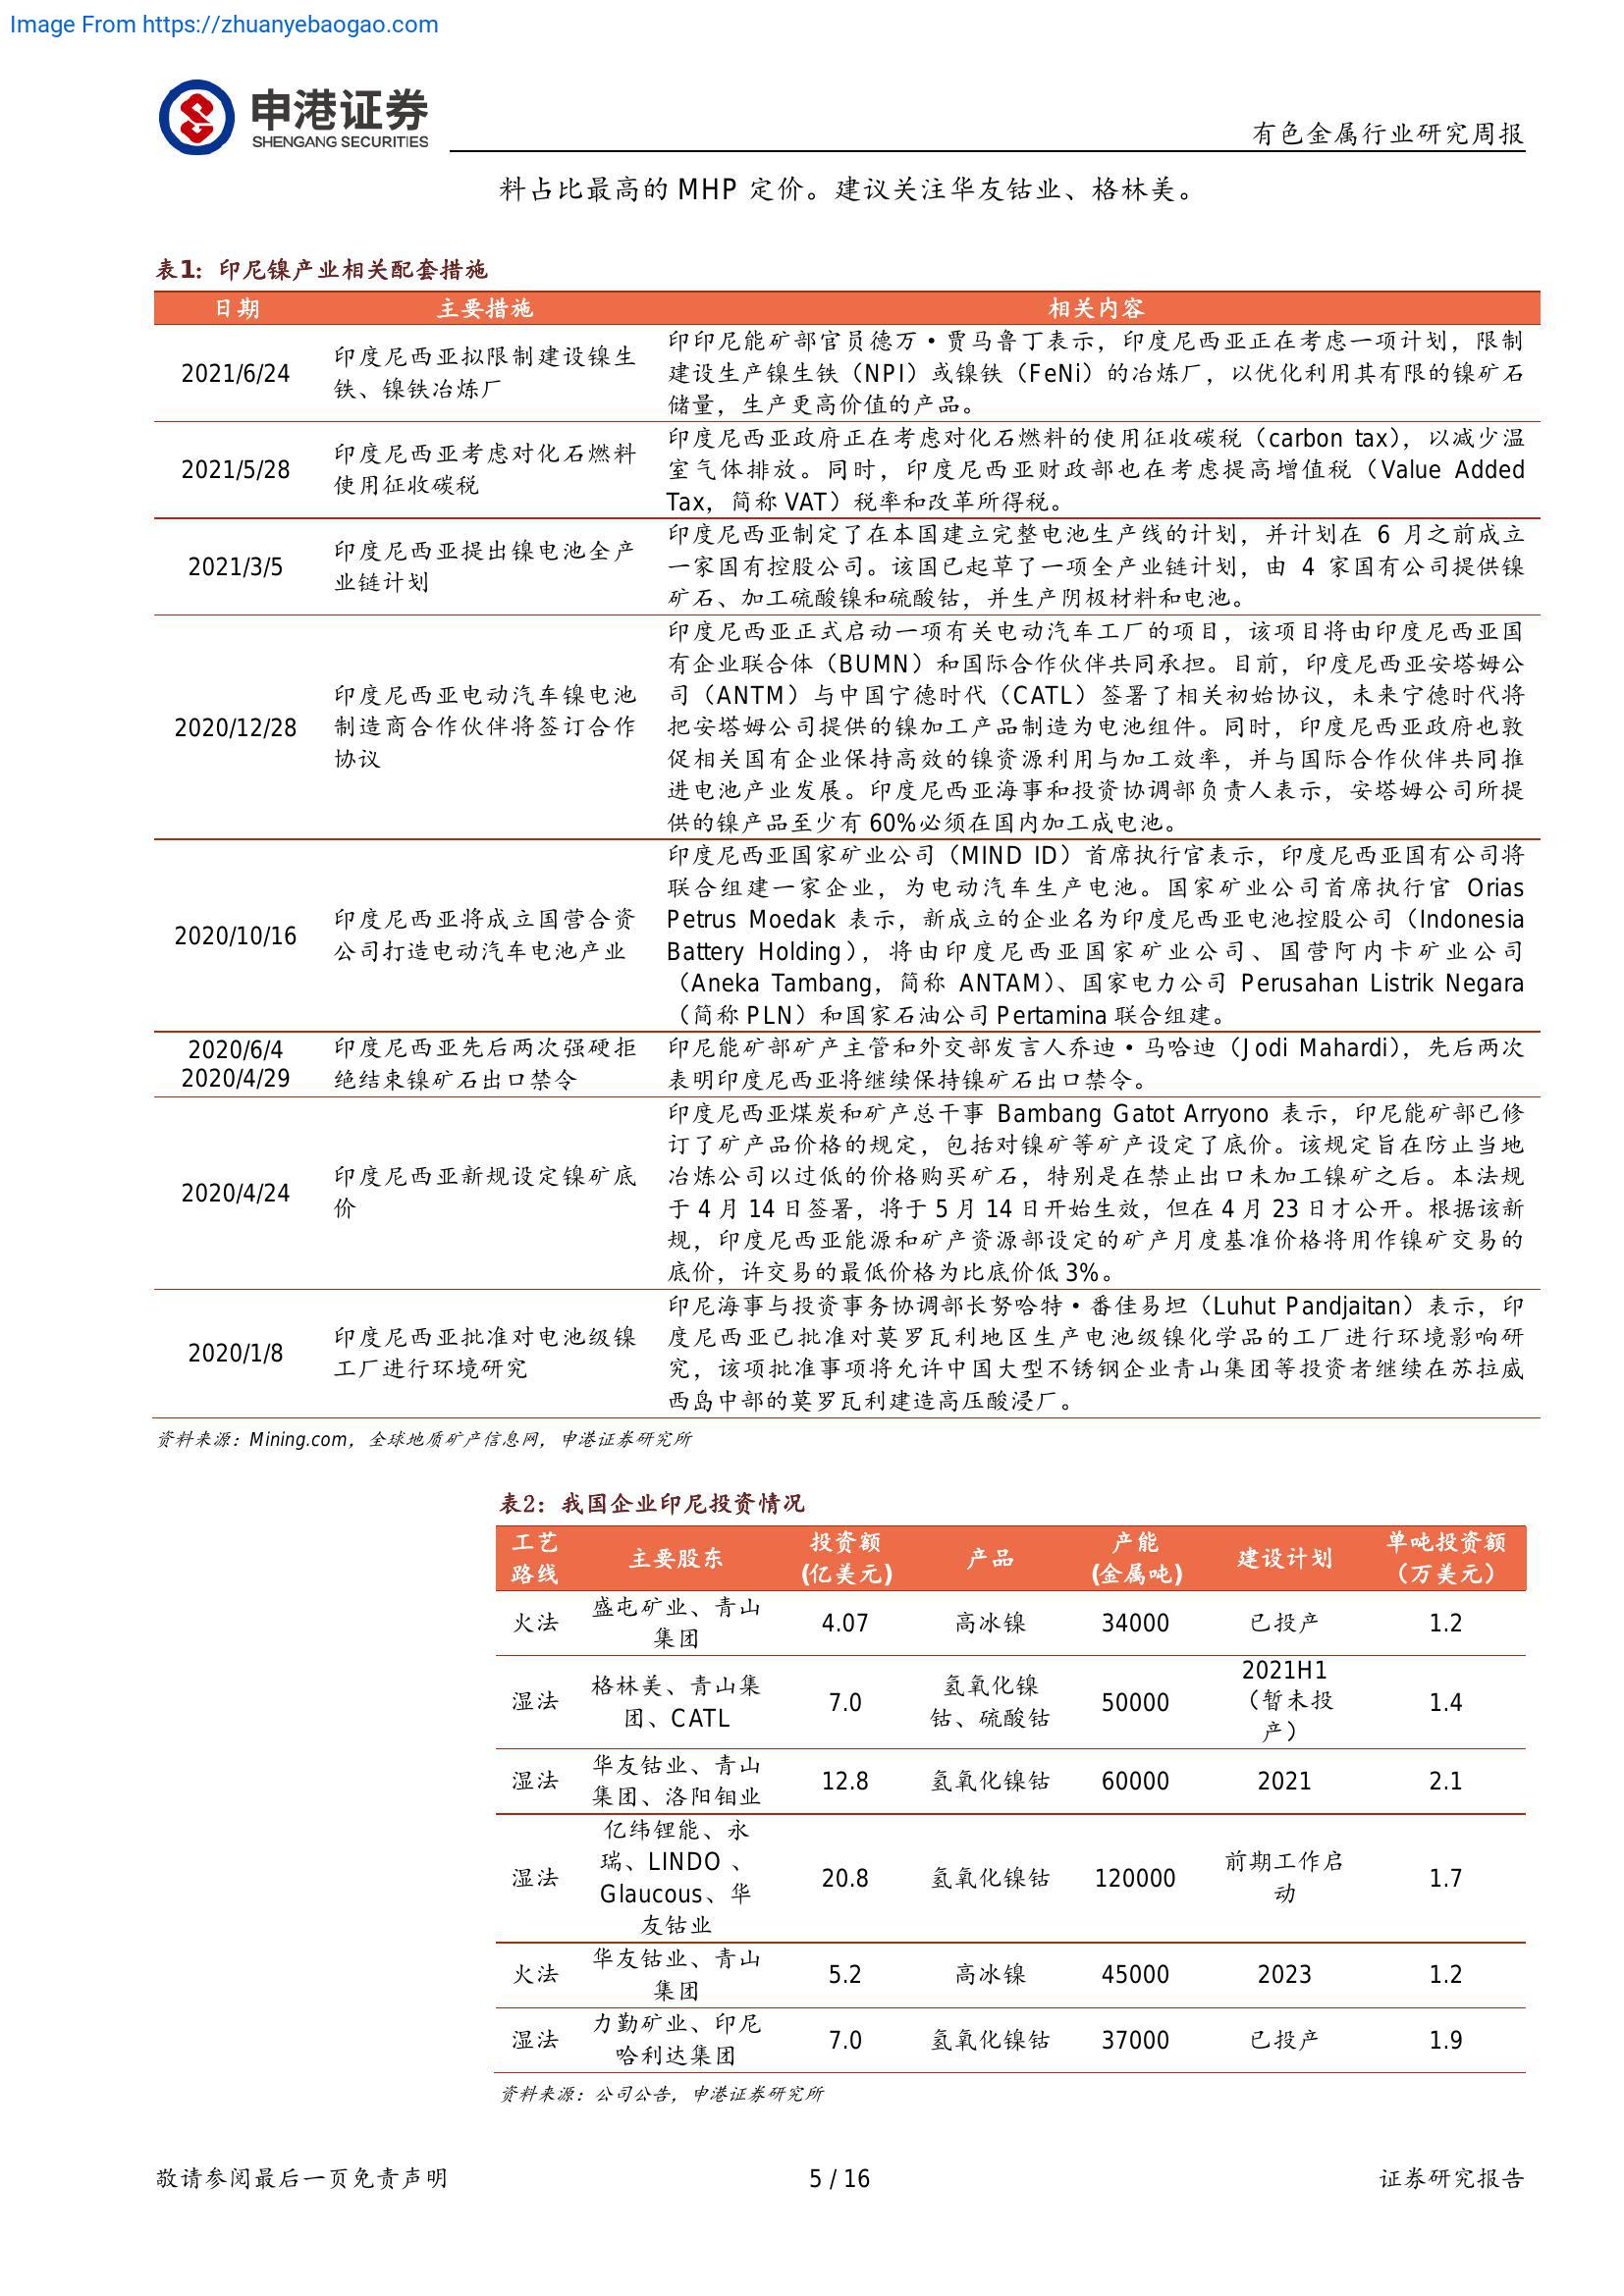 Image From https://zhuanyebaogao.com
申港证券
SHENGANG SECURITIES
有色金属行业研究周报
料占比最高的 MHP 定价。建议关注华友钴业、格林美。
表1：印尼镍产业相关配套措施
日期 主要措施 相关内容
2021/6/24
印度尼西亚拟限制建设镍生
铁、镍铁冶炼厂
印印尼能矿部官员德万·贾马鲁丁表示，印度尼西亚正在考虑一项计划，限制
建设生产镍生铁（NPI）或镍铁（FeNi）的冶炼厂，以优化利用其有限的镍矿石
储量，生产更高价值的产品。
2021/5/28
印度尼西亚考虑对化石燃料
使用征收碳税
印度尼西亚政府正在考虑对化石燃料的使用征收碳税（carbon tax），以减少温
室气体排放。同时，印度尼西亚财政部也在考虑提高增值税（Value Added
Tax，简称 VAT）税率和改革所得税。
2021/3/5
印度尼西亚提出镍电池全产
业链计划
印度尼西亚制定了在本国建立完整电池生产线的计划，并计划在 6 月之前成立
一家国有控股公司。该国已起草了一项全产业链计划，由 4 家国有公司提供镍
矿石、加工硫酸镍和硫酸钴，并生产阴极材料和电池。
2020/12/28
印度尼西亚电动汽车镍电池
制造商合作伙伴将签订合作
协议
印度尼西亚正式启动一项有关电动汽车工厂的项目，该项目将由印度尼西亚国
有企业联合体（BUMN）和国际合作伙伴共同承担。目前，印度尼西亚安塔姆公
司（ANTM）与中国宁德时代（CATL）签署了相关初始协议，未来宁德时代将
把安塔姆公司提供的镍加工产品制造为电池组件。同时，印度尼西亚政府也敦
促相关国有企业保持高效的镍资源利用与加工效率，并与国际合作伙伴共同推
进电池产业发展。印度尼西亚海事和投资协调部负责人表示，安塔姆公司所提
供的镍产品至少有 60%必须在国内加工成电池。
2020/10/16
印度尼西亚将成立国营合资
公司打造电动汽车电池产业
印度尼西亚国家矿业公司（MIND ID）首席执行官表示，印度尼西亚国有公司将
联合组建一家企业，为电动汽车生产电池。国家矿业公司首席执行官 Orias
Petrus Moedak 表示，新成立的企业名为印度尼西亚电池控股公司（Indonesia
Battery Holding），将由印度尼西亚国家矿业公司、国营阿内卡矿业公司
（Aneka Tambang，简称 ANTAM）、国家电力公司 Perusahan Listrik Negara
（简称 PLN）和国家石油公司 Pertamina 联合组建。
2020/6/4
2020/4/29
印度尼西亚先后两次强硬拒
绝结束镍矿石出口禁令
印尼能矿部矿产主管和外交部发言人乔迪·马哈迪（Jodi Mahardi），先后两次
表明印度尼西亚将继续保持镍矿石出口禁令。
2020/4/24
印度尼西亚新规设定镍矿底
价
印度尼西亚煤炭和矿产总干事 Bambang Gatot Arryono 表示，印尼能矿部已修
订了矿产品价格的规定，包括对镍矿等矿产设定了底价。该规定旨在防止当地
冶炼公司以过低的价格购买矿石，特别是在禁止出口未加工镍矿之后。本法规
于 4 月 14 日签署，将于 5 月 14 日开始生效，但在 4 月 23 日才公开。根据该新
规，印度尼西亚能源和矿产资源部设定的矿产月度基准价格将用作镍矿交易的
底价，许交易的最低价格为比底价低 3%。
2020/1/8
印度尼西亚批准对电池级镍
工厂进行环境研究
印尼海事与投资事务协调部长努哈特·番佳易坦（Luhut Pandjaitan）表示，印
度尼西亚已批准对莫罗瓦利地区生产电池级镍化学品的工厂进行环境影响研
究，该项批准事项将允许中国大型不锈钢企业青山集团等投资者继续在苏拉威
西岛中部的莫罗瓦利建造高压酸浸厂。
资料来源：Mining.com，全球地质矿产信息网，申港证券研究所
表2：我国企业印尼投资情况
工艺 投资额 产能 单吨投资额
主要股东 产品 建设计划
路线 (亿美元) (金属吨) （万美元）
盛屯矿业、青山
火法 4.07 高冰镍 34000 已投产 1.2
集团
2021H1
格林美、青山集 氢氧化镍
湿法 7.0 50000 （暂未投 1.4
团、CATL 钴、硫酸钴
产）
华友钴业、青山
湿法 12.8 氢氧化镍钴 60000 2021 2.1
集团、洛阳钼业
亿纬锂能、永
瑞、LINDO 、 前期工作启
湿法 20.8 氢氧化镍钴 120000 1.7
Glaucous、华 动
友钴业
华友钴业、青山
火法 5.2 高冰镍 45000 2023 1.2
集团
力勤矿业、印尼
湿法 7.0 氢氧化镍钴 37000 已投产 1.9
哈利达集团
资料来源：公司公告，申港证券研究所
敬请参阅最后一页免责声明 5 / 16 证券研究报告